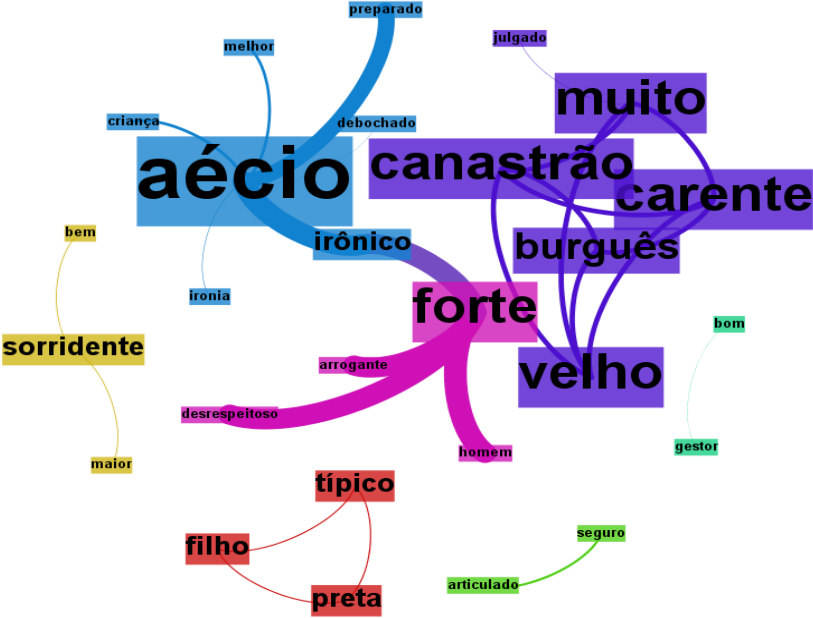 preparado
julgado
melhor
muito
criança
debochado
aécio
canastrão
carente
bem
irônico
burguês
ironia
forte
bom
sorridente
arrogante
velho
desrespeitoso
gestor
homem
maior
típico
seguro
filho
articulado
preta